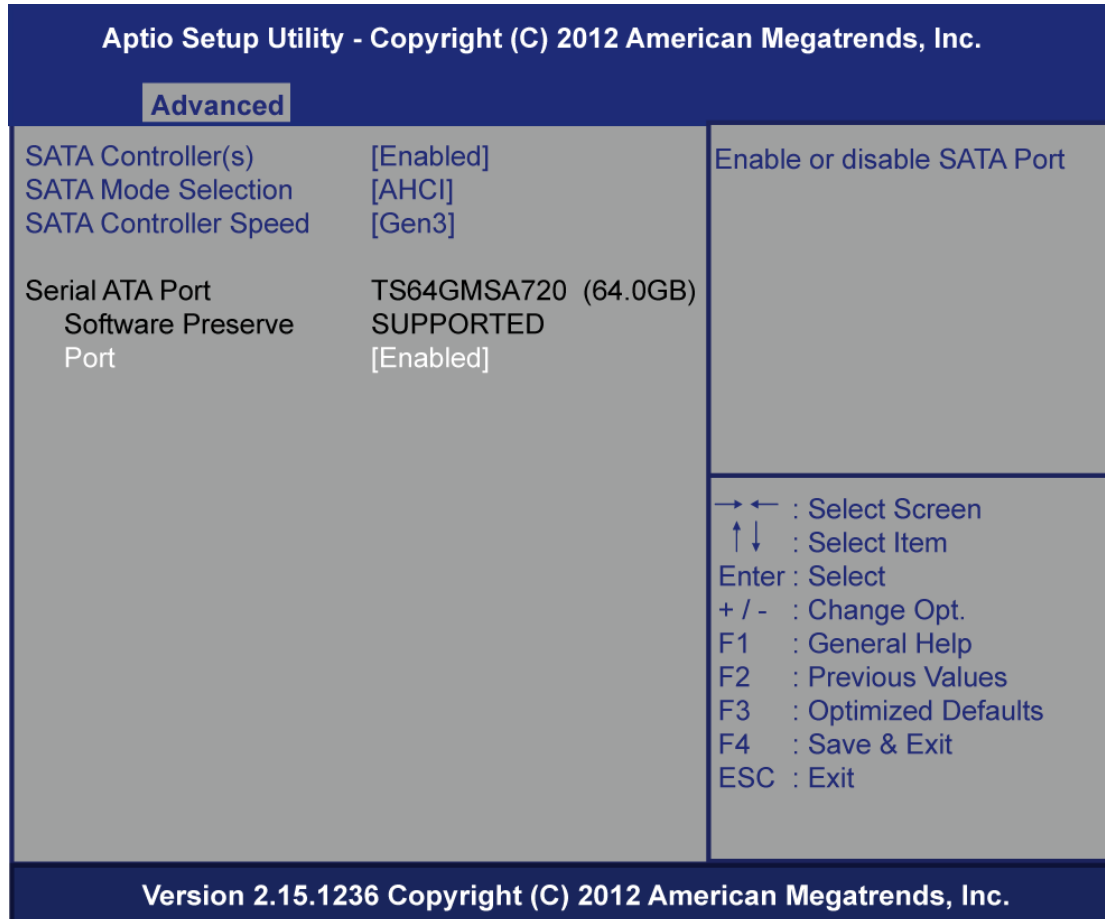 Aptio Setup Utility - Copyright (C) 2012 American Megatrends, Inc.
Advanced
SATA Controller(s) [Enabled]
SATA Mode Selection [AHCI]
SATA Controller Speed [Gen3]
Serial ATA Port TS64GMSA720 (64.0GB)
Software Preserve SUPPORTED
Port [Enabled]
Enable or disable SATA Port
→ ← : Select Screen
↑↓ : Select Item
Enter : Select
+ / - : Change Opt.
F1 : General Help
F2 : Previous Values
F3 : Optimized Defaults
F4 : Save & Exit
ESC : Exit
Version 2.15.1236 Copyright (C) 2012 American Megatrends, Inc.